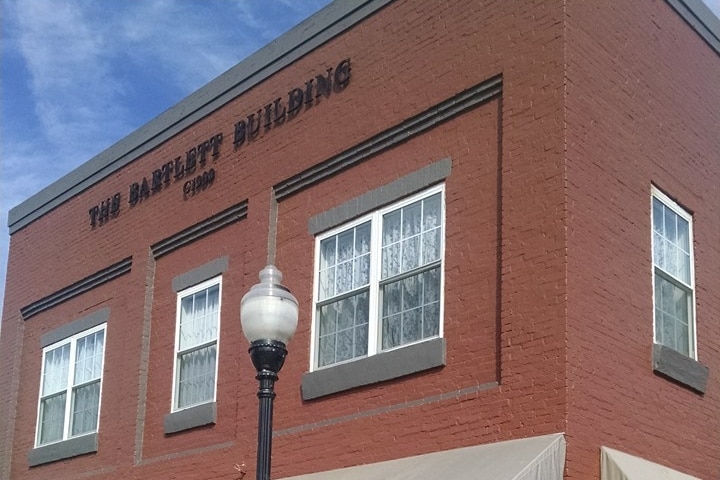 THE BARTLETT BUILDING
C1900